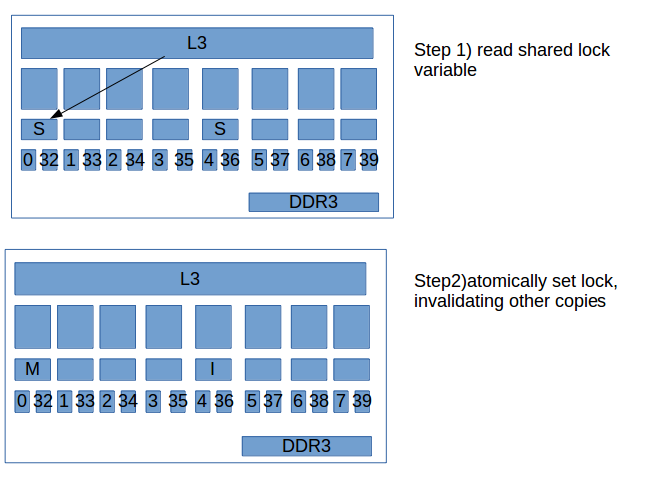 L3
Step 1) read shared lock
variable
S S
0 32 1 33 2 34 3 35 4 36 5 37 6 38 7 39
DDR3
L3
Step2)atomically set lock,
invalidating other copies
M I
0 32 1 33 2 34 3 35 4 36 5 37 6 38 7 39
DDR3